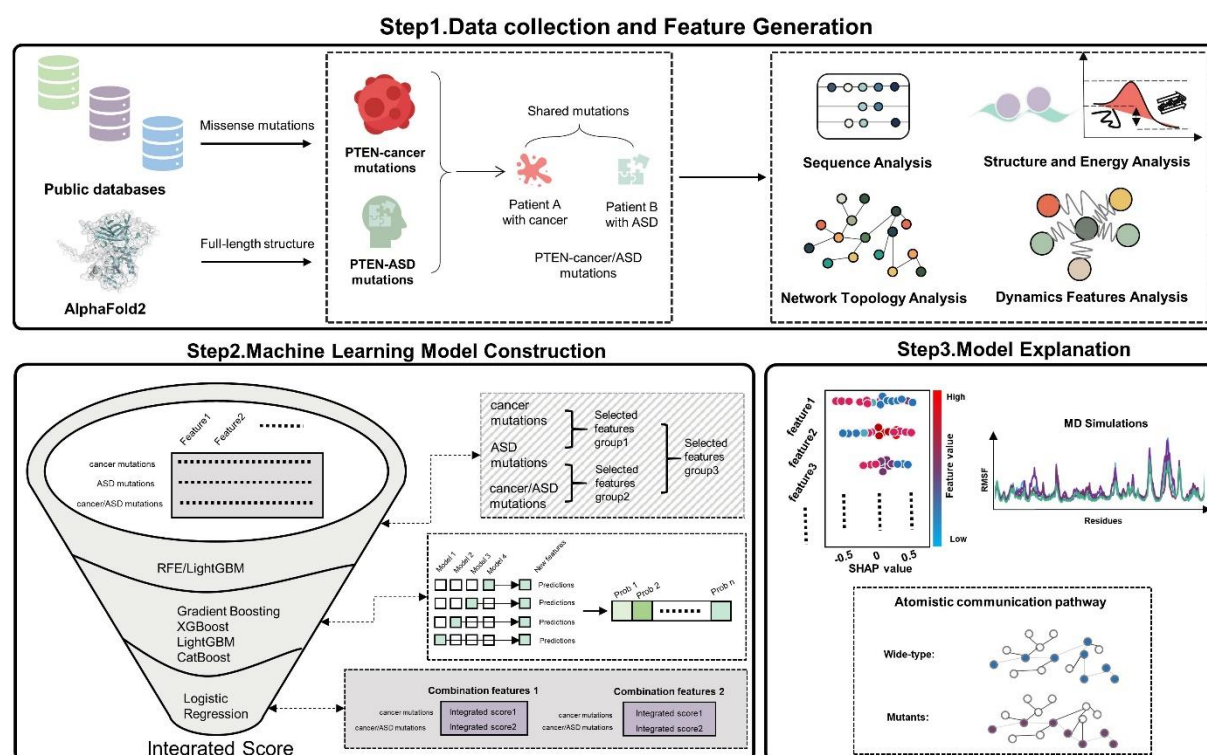 Step1.Data collection and Feature Generation
Public databases
AlphaFold2
Missense mutations
Full-length structure
PTEN-cancer
mutations
PTEN-ASD
mutations
Shared mutations
Patient A
with cancer
Patient B
with ASD
PTEN-cancer/ASD
mutations
Sequence Analysis
Structure and Energy Analysis
Network Topology Analysis
Dynamics Features Analysis
Step2.Machine Learning Model Construction
Feature1
Feature2
cancer mutations
ASD mutations
cancer/ASD mutations
RFE/LightGBM
Gradient Boosting
XGBoost
LightGBM
CatBoost
Logistic
Regression
Integrated Score
cancer
mutations
ASD
mutations
cancer/ASD
mutations
Selected
features
group1
Selected
features
group2
Selected
features
group3
Model 1
Model 2
Model 3
Model 4
New features
Predictions
Predictions
Predictions
Predictions
Prob 1
Prob 2
Prob n
Combination features 1
cancer mutations
Integrated score1
cancer/ASD mutations
Integrated score2
Combination features 2
cancer mutations
Integrated score1
cancer/ASD mutations
Integrated score2
Step3.Model Explanation
feature1
feature2
feature3
-0.5
0
0.5
SHAP value
High
Feature value
Low
MD Simulations
RMSF
Residues
Atomistic communication pathway
Wide-type:
Mutants: